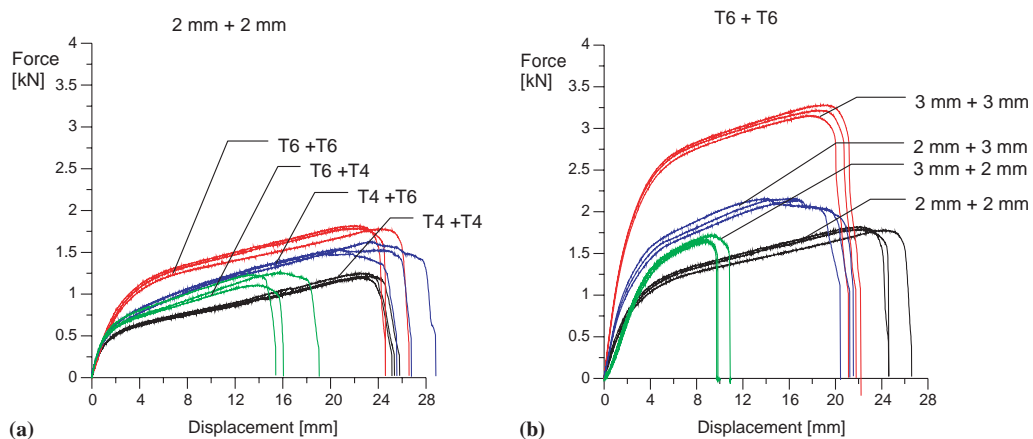 2 mm + 2 mm
Force
[kN]
4
3.5
3
2.5
2
1.5
1
0.5
0
T6 +T6
T6 +T4
T4 +T6
T4 +T4
0 4 8 12 16 20 24 28
Displacement [mm]
(a)
T6 + T6
Force
[kN]
4
3.5
3
2.5
2
1.5
1
0.5
0
3 mm + 3 mm
2 mm + 3 mm
3 mm + 2 mm
2 mm + 2 mm
0 4 8 12 16 20 24 28
Displacement [mm]
(b)